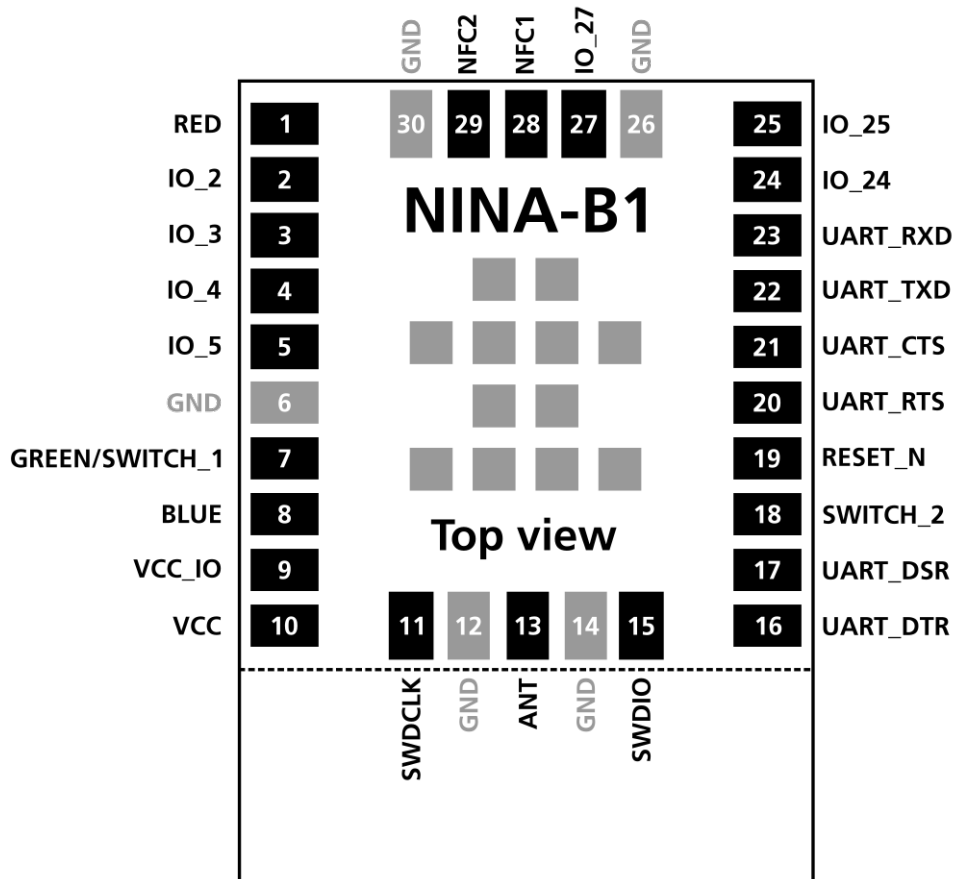 GND NFC2 NFC1 IO_27 GND
RED 1 30 29 28 27 26 25 IO_25
IO_2 2 24 IO_24
NINA-B1
IO_3 3 23 UART_RXD
IO_4 4 22 UART_TXD
IO_5 5 21 UART_CTS
GND 6 20 UART_RTS
GREEN/SWITCH_1 7 19 RESET_N
BLUE 8 18 SWITCH_2
Top view
VCC_IO 9 17 UART_DSR
VCC 10 11 12 13 14 15 16 UART_DTR
SWDCLK GND ANT GND SWDIO